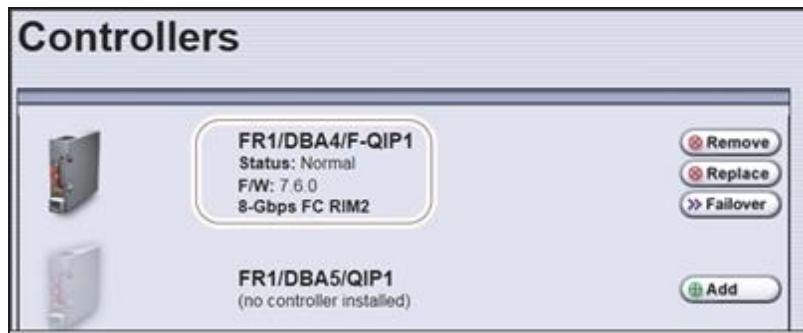 Controllers
FR1/DBA4/F-QIP1
Status: Normal
F/W: 7.6.0
8-Gbps FC RIM2
Remove
Replace
Failover
FR1/DBA5/QIP1
(no controller installed)
Add